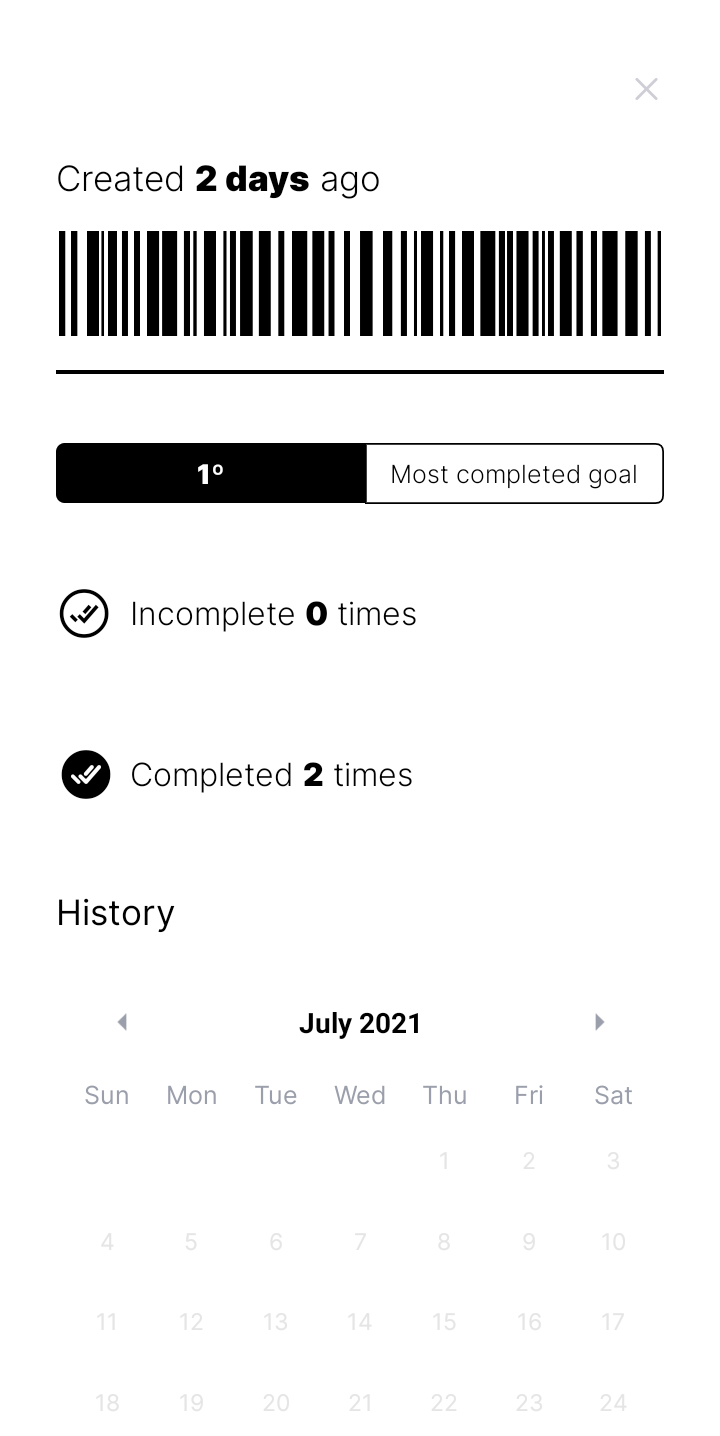 Created 2 days ago
1º Most completed goal
Incomplete 0 times
Completed 2 times
History
July 2021
Sun Mon Tue Wed Thu Fri Sat
1 2 3
4 5 6 7 8 9 10
11 12 13 14 15 16 17
18 19 20 21 22 23 24